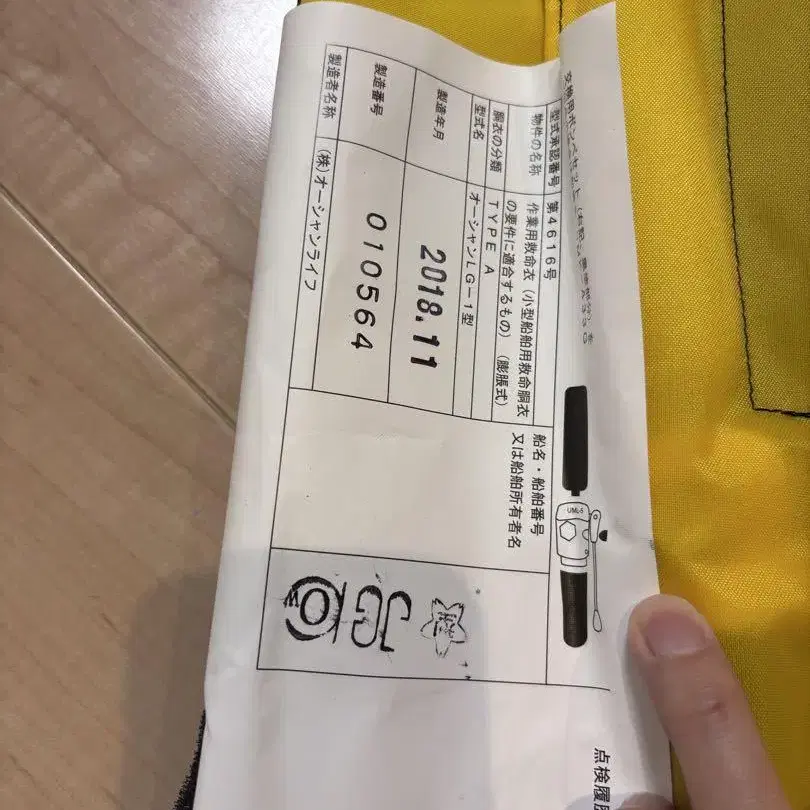 型式承認番号 第4616号
物件の名称 作業用救命衣(小型船舶用救命胴衣
の要件に適合するもの)(膨脹式)
胴衣の分類 TYPE A
型式名 オーシャンLG-1型
製造年月 2018.11
製造番号 010564
製造者名称 (株)オーシャンライフ
船名・船舶番号
又は船舶所有者名
UML-5
JG
点検履歴